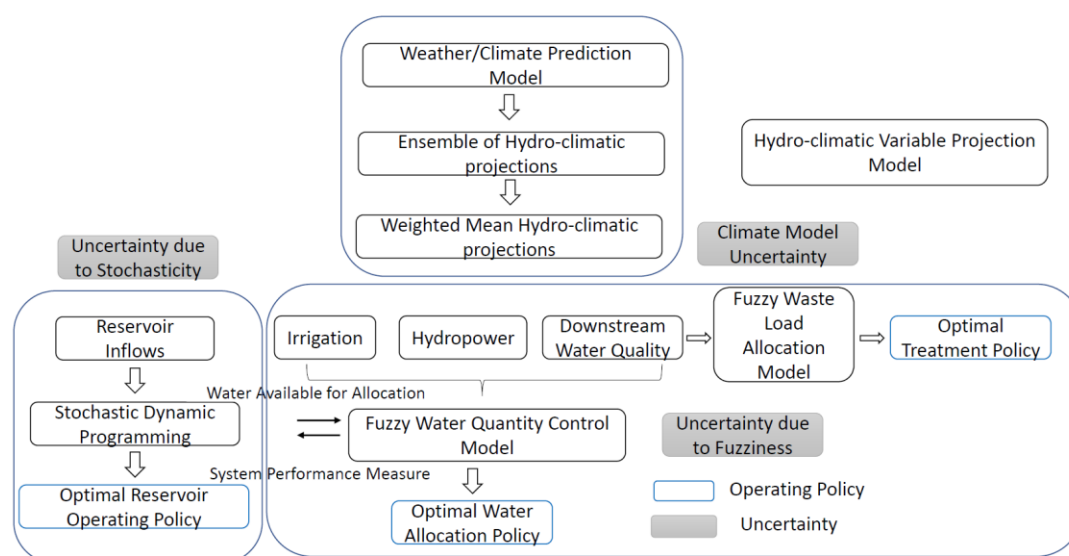 Weather/Climate Prediction
Model
Ensemble of Hydro-climatic
projections
Weighted Mean Hydro-climatic
projections
Hydro-climatic Variable Projection
Model
Climate Model
Uncertainty
Uncertainty due
to Stochasticity
Reservoir
Inflows
Stochastic Dynamic
Programming
Optimal Reservoir
Operating Policy
Irrigation
Hydropower
Downstream
Water Quality
Fuzzy Waste
Load
Allocation
Model
Optimal
Treatment Policy
Water Available for Allocation
Fuzzy Water Quantity Control
Model
System Performance Measure
Optimal Water
Allocation Policy
Uncertainty due
to Fuzziness
Operating Policy
Uncertainty